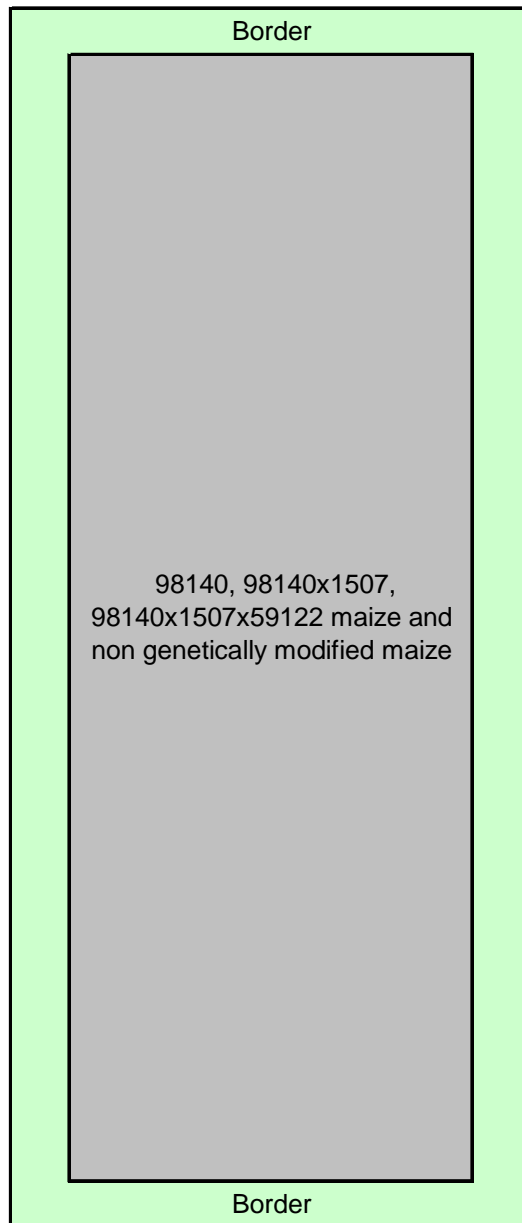 Border
98140, 98140x1507,
98140x1507x59122 maize and
non genetically modified maize
Border